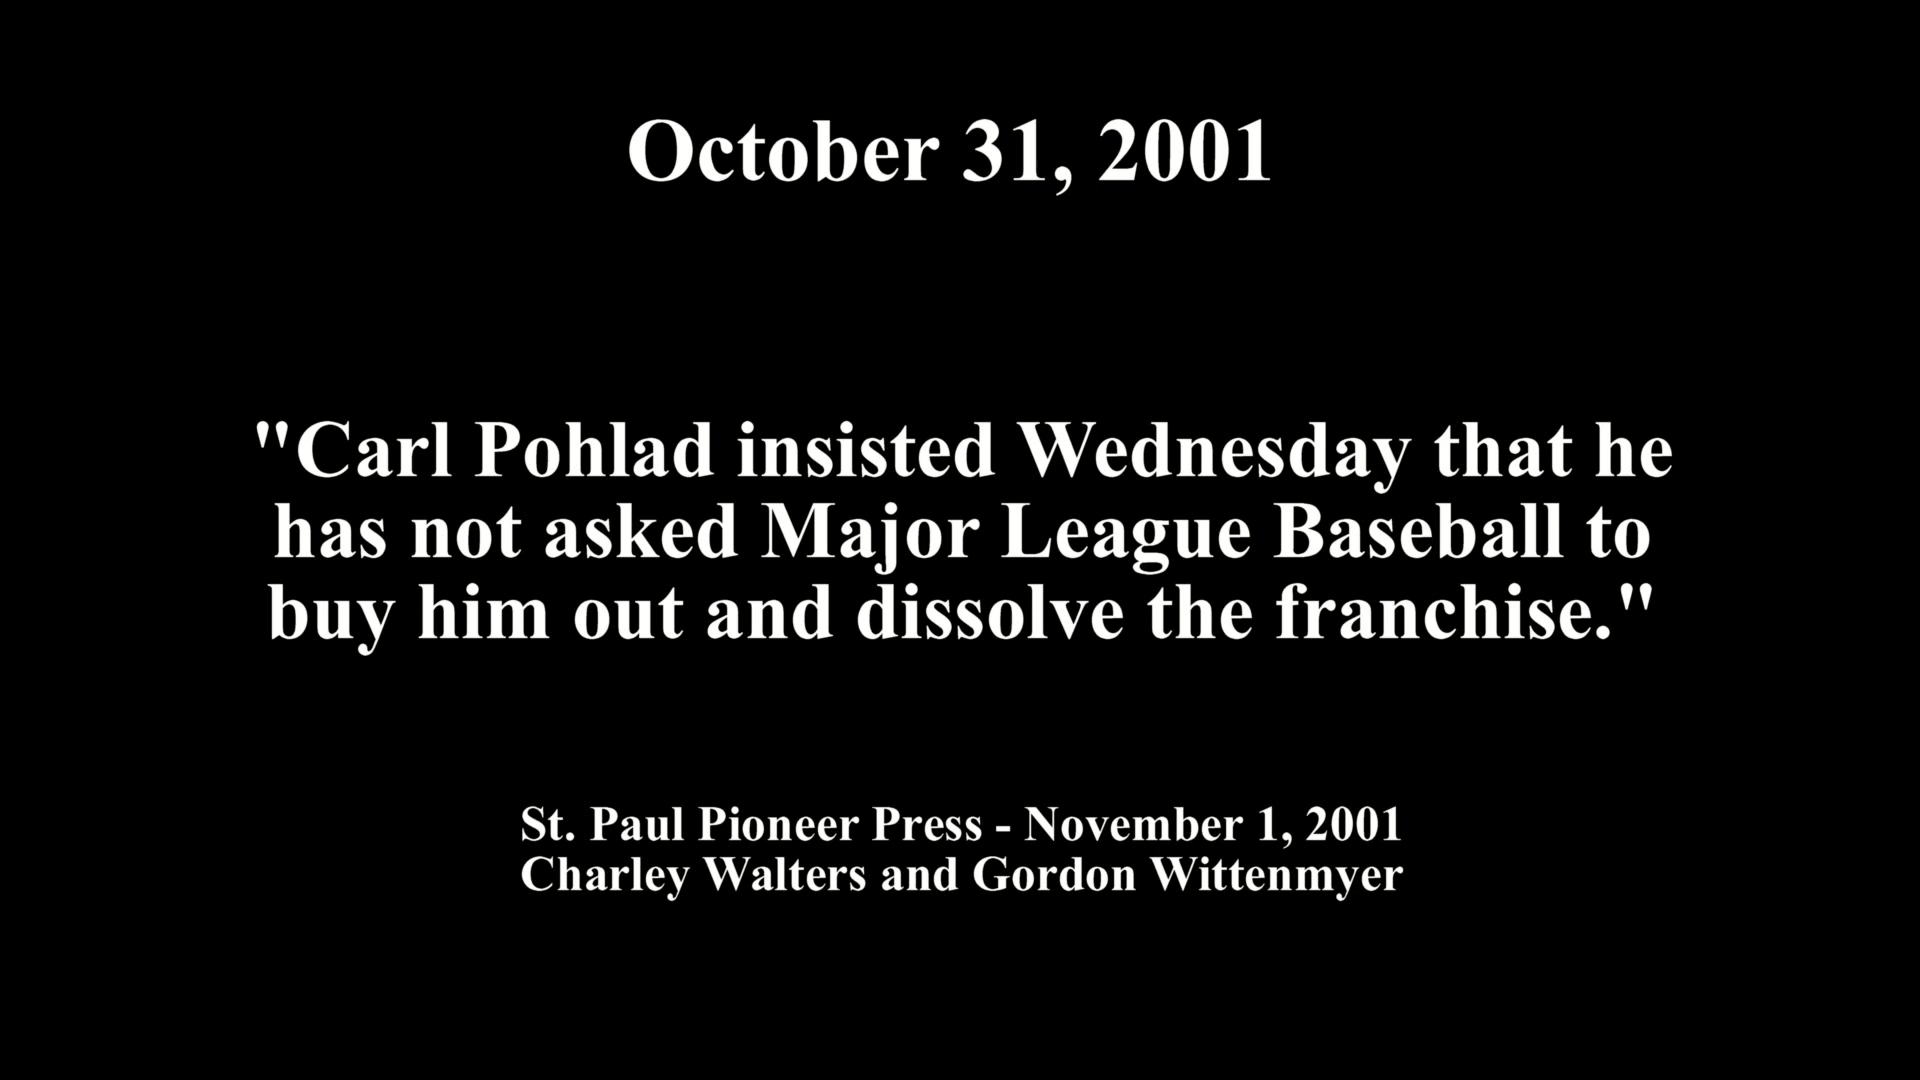 October 31, 2001
"Carl Pohlad insisted Wednesday that he
has not asked Major League Baseball to
buy him out and dissolve the franchise."
St. Paul Pioneer Press - November 1, 2001
Charley Walters and Gordon Wittenmyer